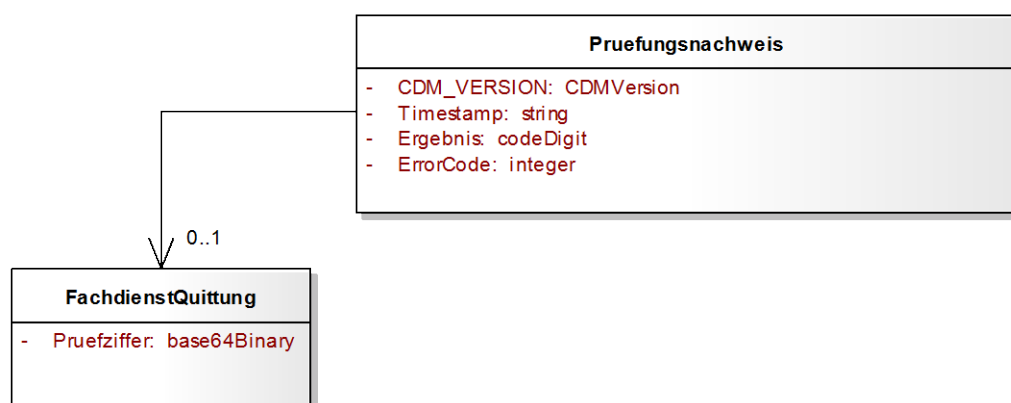 Pruefungsnachweis
- CDM_VERSION: CDMVersion
- Timestamp: string
- Ergebnis: codeDigit
- ErrorCode: integer
0..1
FachdienstQuittung
- Pruefziffer: base64Binary